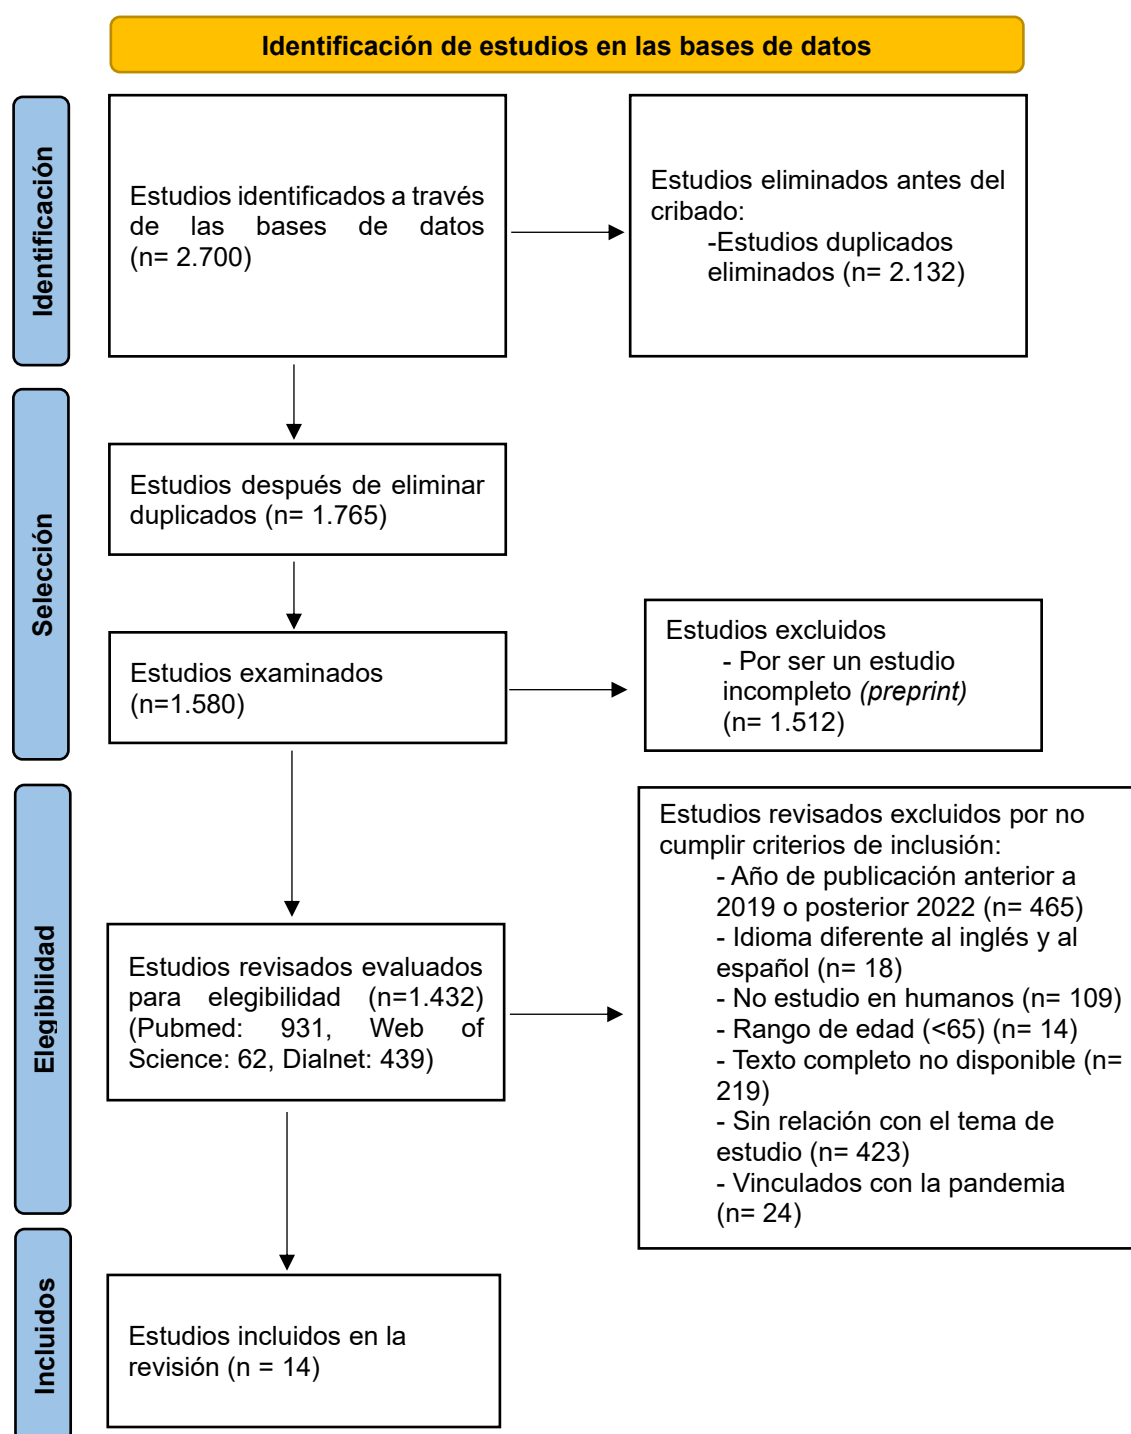 Identificación de estudios en las bases de datos
Identificación
Estudios identificados a través
de las bases de datos
(n= 2.700)
Estudios eliminados antes del
cribado:
-Estudios duplicados
eliminados (n= 2.132)
Selección
Estudios después de eliminar
duplicados (n= 1.765)
Estudios examinados
(n=1.580)
Estudios excluidos
- Por ser un estudio
incompleto (preprint)
(n= 1.512)
Elegibilidad
Estudios revisados evaluados
para elegibilidad (n=1.432)
(Pubmed: 931, Web of
Science: 62, Dialnet: 439)
Estudios revisados excluidos por no
cumplir criterios de inclusión:
- Año de publicación anterior a
2019 o posterior 2022 (n= 465)
- Idioma diferente al inglés y al
español (n= 18)
- No estudio en humanos (n= 109)
- Rango de edad (<65) (n= 14)
- Texto completo no disponible (n=
219)
- Sin relación con el tema de
estudio (n= 423)
- Vinculados con la pandemia
(n= 24)
Incluidos
Estudios incluidos en la
revisión (n = 14)